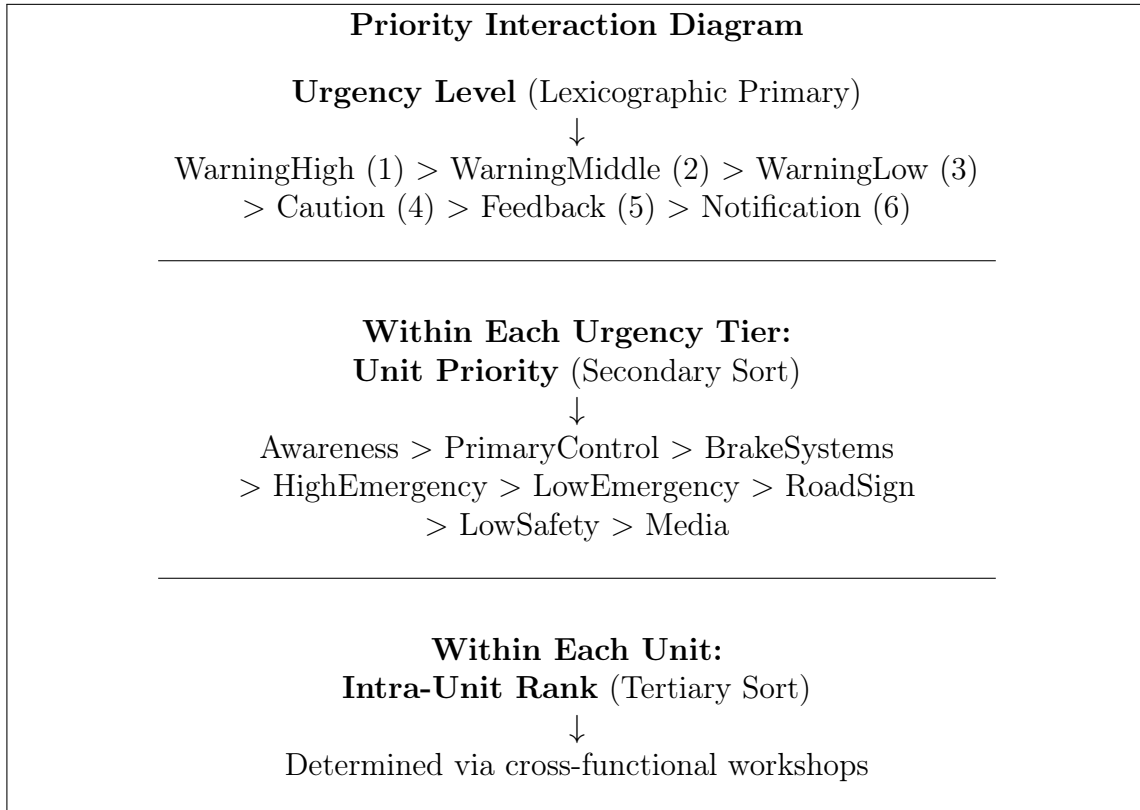 Priority Interaction Diagram
Urgency Level (Lexicographic Primary)
↓
WarningHigh (1) > WarningMiddle (2) > WarningLow (3)
> Caution (4) > Feedback (5) > Notification (6)
Within Each Urgency Tier:
Unit Priority (Secondary Sort)
↓
Awareness > PrimaryControl > BrakeSystems
> HighEmergency > LowEmergency > RoadSign
> LowSafety > Media
Within Each Unit:
Intra-Unit Rank (Tertiary Sort)
↓
Determined via cross-functional workshops